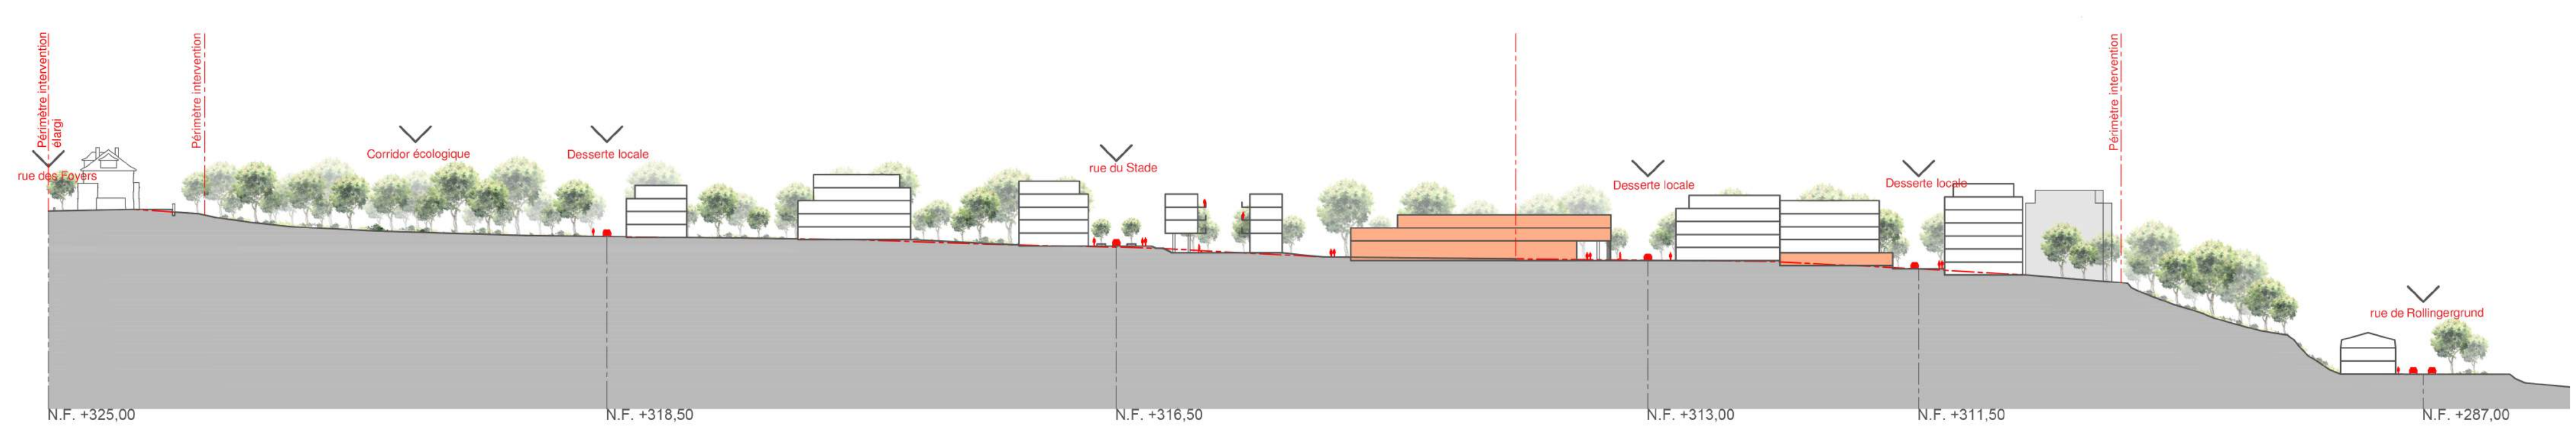 Périmètre intervention
élargi
Périmètre intervention
Périmètre intervention
Corridor écologique
Desserte locale
rue du Stade
rue des Foyers
Desserte locale
Desserte locale
rue de Rollingergrund
N.F. +325,00
N.F. +318,50
N.F. +316,50
N.F. +313,00
N.F. +311,50
N.F. +287,00